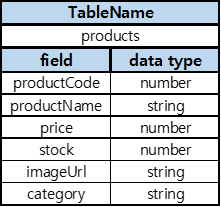 TableName
products
field data type
productCode number
productName string
price number
stock number
imageUrl string
category string